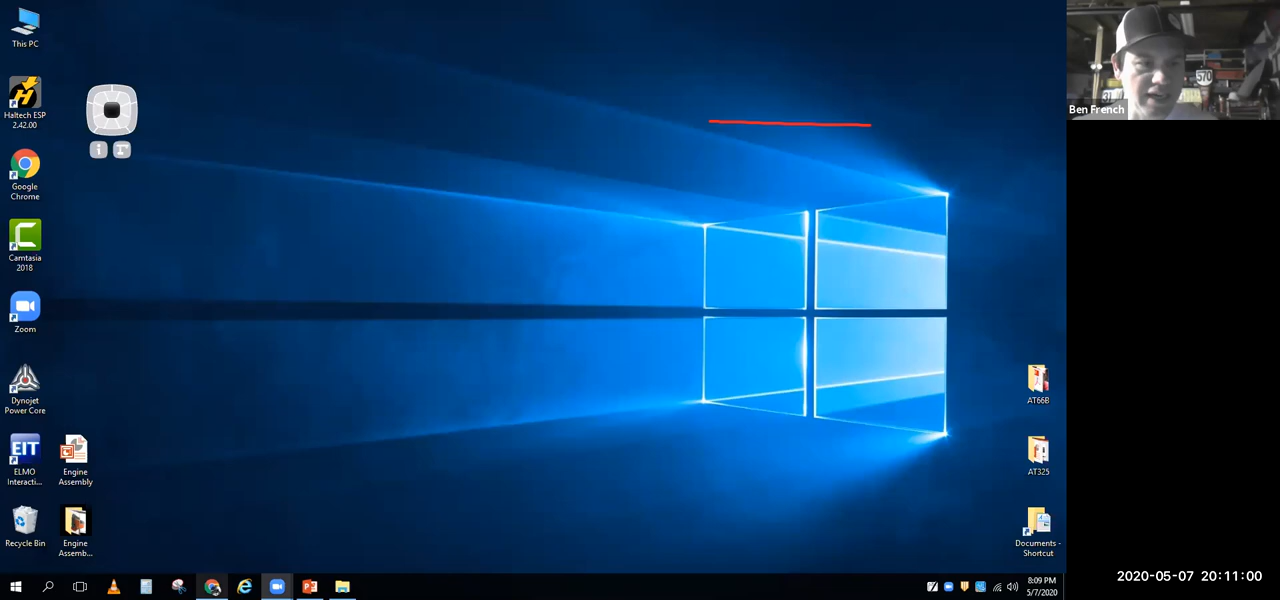 This PC
Haltech ESP
2.42.00
Google
Chrome
Camtasia
2018
Zoom
Dynojet
Power Core
EIT
ELMO
Interacti...
Engine
Assembly
Recycle Bin
Engine
Assemb...
AT66B
AT325
Documents -
Shortcut
8:09 PM
5/7/2020
Ben French
570
2020-05-07 20:11:00